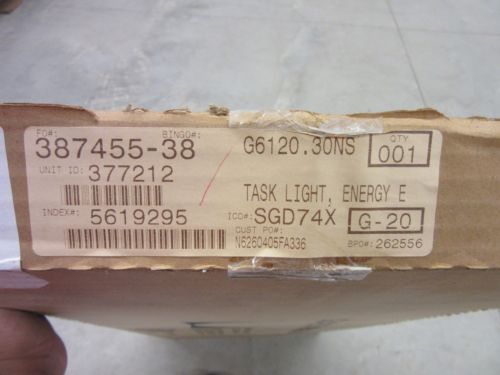 FO#: BINGO#:
387455-38 G6120.30NS QTY 001
UNIT ID: 377212
TASK LIGHT, ENERGY E
INDEX#: 5619295 ICD#: SGD74X G-20
CUST PO#:
N6260405FA336 BPO#: 262556